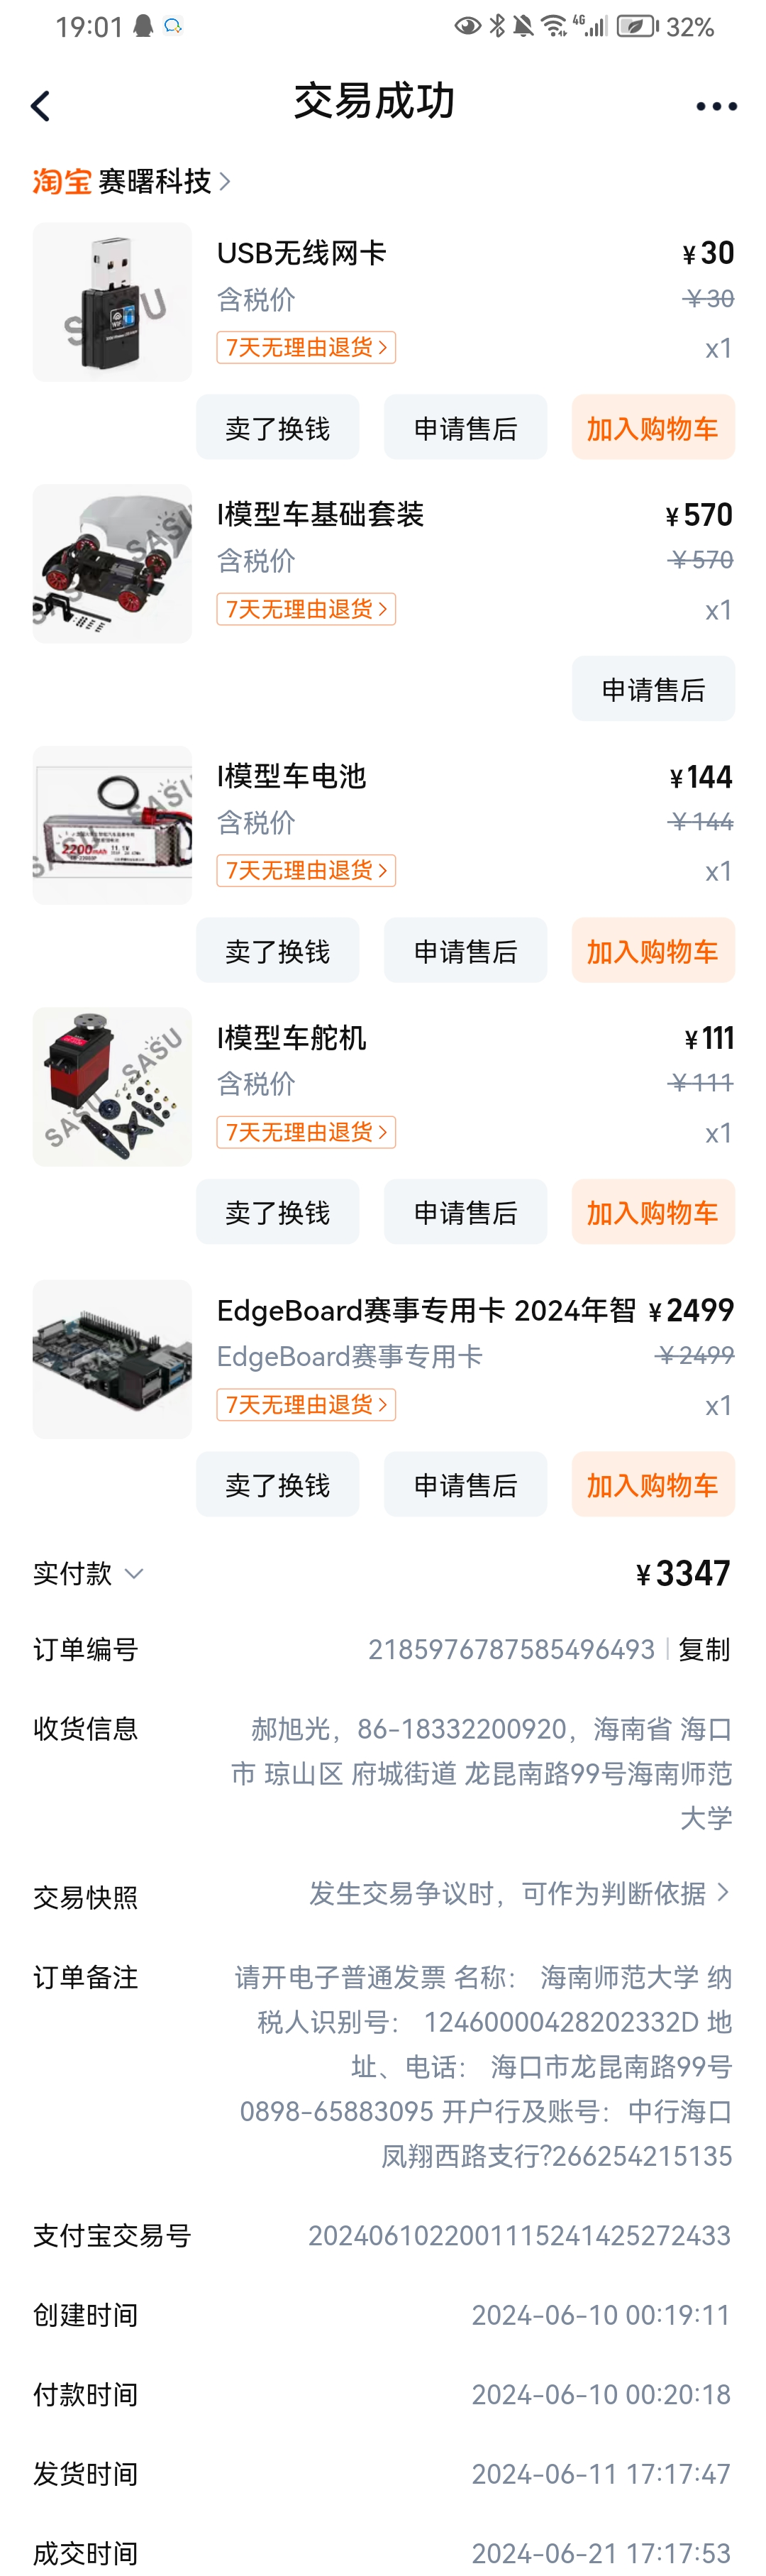 19:01 4G 32%
交易成功
淘宝 赛曙科技
USB无线网卡 ¥30
含税价 ¥30
7天无理由退货 x1
卖了换钱 申请售后 加入购物车
I模型车基础套装 ¥570
含税价 ¥570
7天无理由退货 x1
申请售后
I模型车电池 ¥144
含税价 ¥144
7天无理由退货 x1
卖了换钱 申请售后 加入购物车
I模型车舵机 ¥111
含税价 ¥111
7天无理由退货 x1
卖了换钱 申请售后 加入购物车
EdgeBoard赛事专用卡 2024年智 ¥2499
EdgeBoard赛事专用卡 ¥2499
7天无理由退货 x1
卖了换钱 申请售后 加入购物车
实付款 ¥3347
订单编号 2185976787585496493 复制
收货信息 郝旭光，86-18332200920，海南省 海口
市 琼山区 府城街道 龙昆南路99号海南师范
大学
交易快照 发生交易争议时，可作为判断依据
订单备注 请开电子普通发票 名称： 海南师范大学 纳
税人识别号： 12460000428202332D 地
址、电话： 海口市龙昆南路99号
0898-65883095 开户行及账号：中行海口
凤翔西路支行?266254215135
支付宝交易号 2024061022001115241425272433
创建时间 2024-06-10 00:19:11
付款时间 2024-06-10 00:20:18
发货时间 2024-06-11 17:17:47
成交时间 2024-06-21 17:17:53